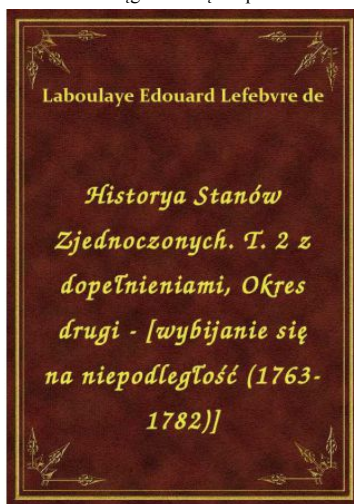 Laboulaye Edouard Lefebvre de
Historya Stanów
Zjednoczonych. T. 2 z
dopełnieniami, Okres
drugi - [wybijanie się
na niepodległość (1763-
1782)]